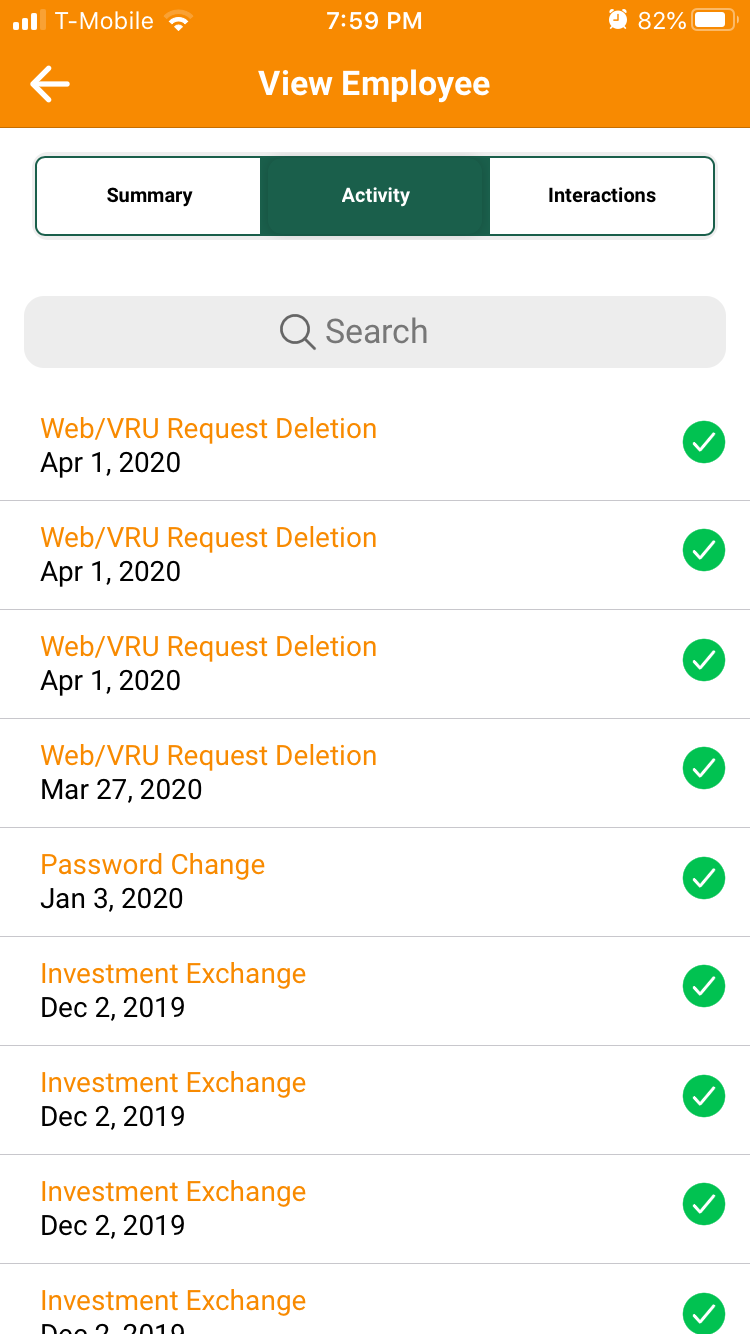 T-Mobile 7:59 PM 82%
View Employee
Summary Activity Interactions
Search
Web/VRU Request Deletion
Apr 1, 2020
Web/VRU Request Deletion
Apr 1, 2020
Web/VRU Request Deletion
Apr 1, 2020
Web/VRU Request Deletion
Mar 27, 2020
Password Change
Jan 3, 2020
Investment Exchange
Dec 2, 2019
Investment Exchange
Dec 2, 2019
Investment Exchange
Dec 2, 2019
Investment Exchange
Dec 2, 2019